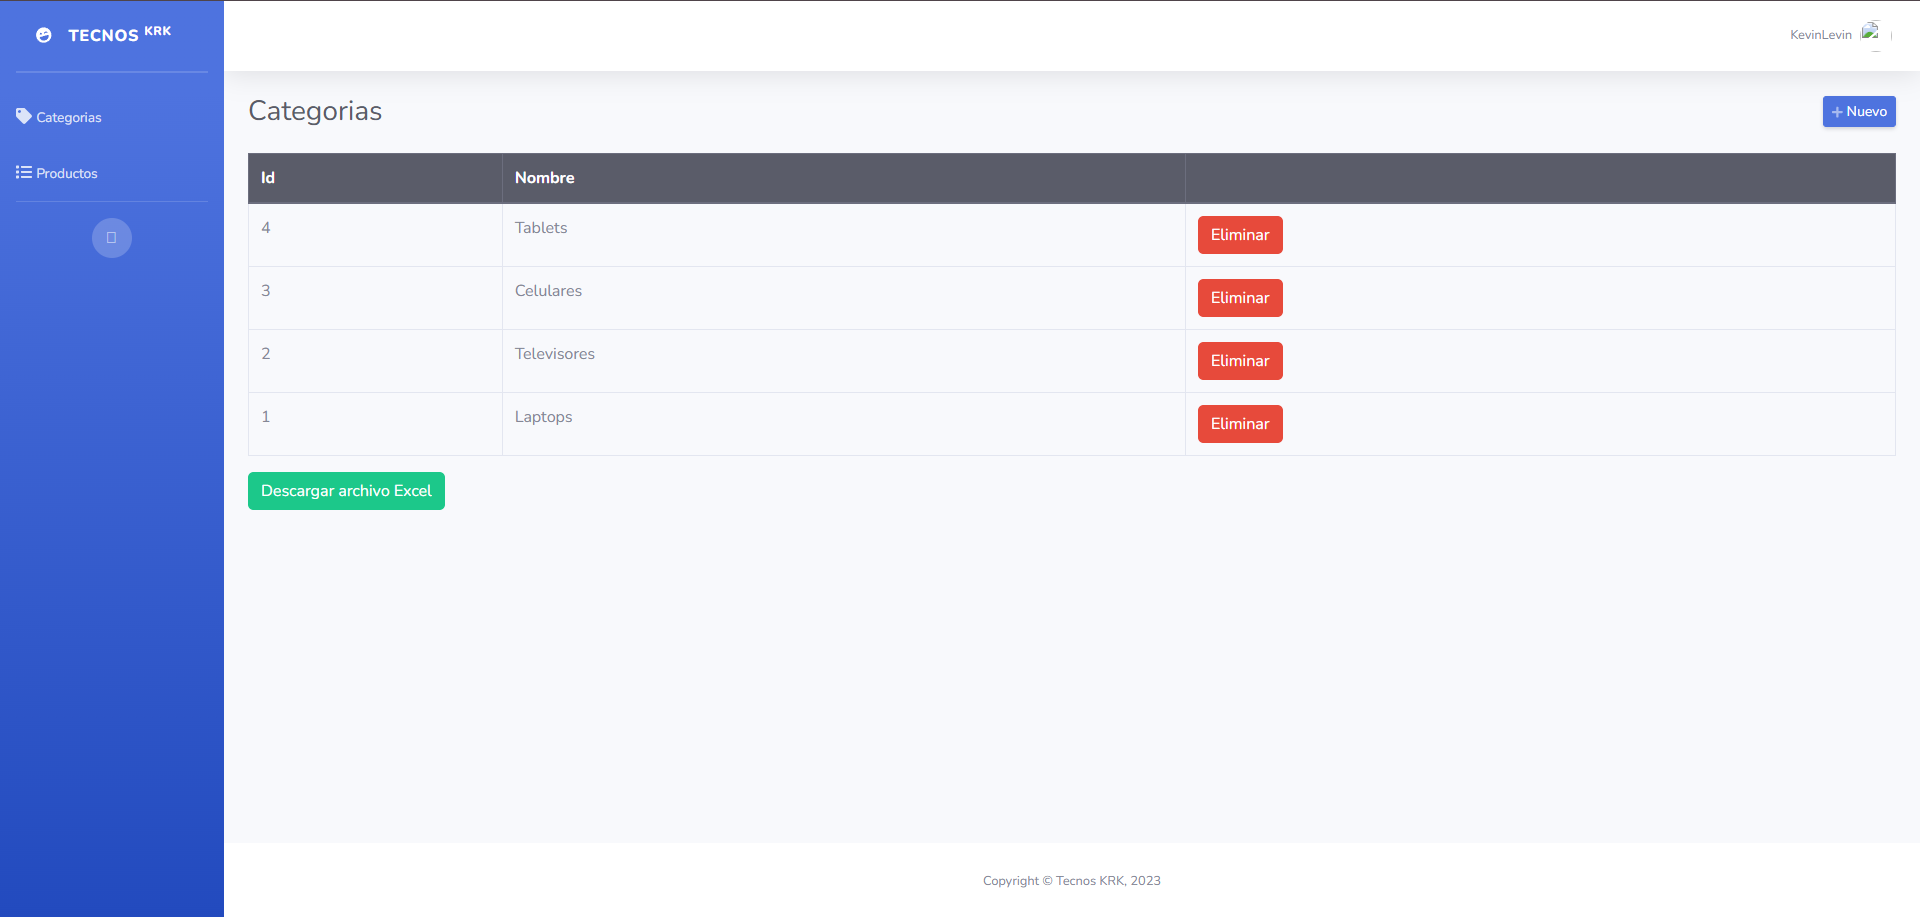 TECNOS KRK
KevinLevin
Categorias
Productos
Categorias
+ Nuevo
Id Nombre
4 Tablets Eliminar
3 Celulares Eliminar
2 Televisores Eliminar
1 Laptops Eliminar
Descargar archivo Excel
Copyright © Tecnos KRK, 2023